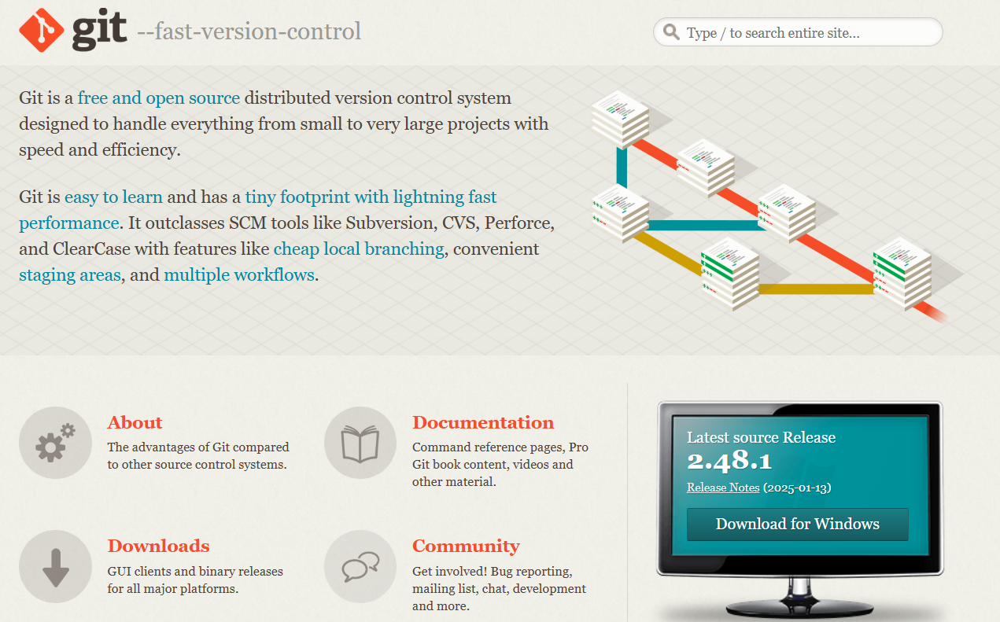 git --fast-version-control
Type / to search entire site...
Git is a free and open source distributed version control system
designed to handle everything from small to very large projects with
speed and efficiency.
Git is easy to learn and has a tiny footprint with lightning fast
performance. It outclasses SCM tools like Subversion, CVS, Perforce,
and ClearCase with features like cheap local branching, convenient
staging areas, and multiple workflows.
About
The advantages of Git compared
to other source control systems.
Documentation
Command reference pages, Pro
Git book content, videos and
other material.
Downloads
GUI clients and binary releases
for all major platforms.
Community
Get involved! Bug reporting,
mailing list, chat, development
and more.
Latest source Release
2.48.1
Release Notes (2025-01-13)
Download for Windows